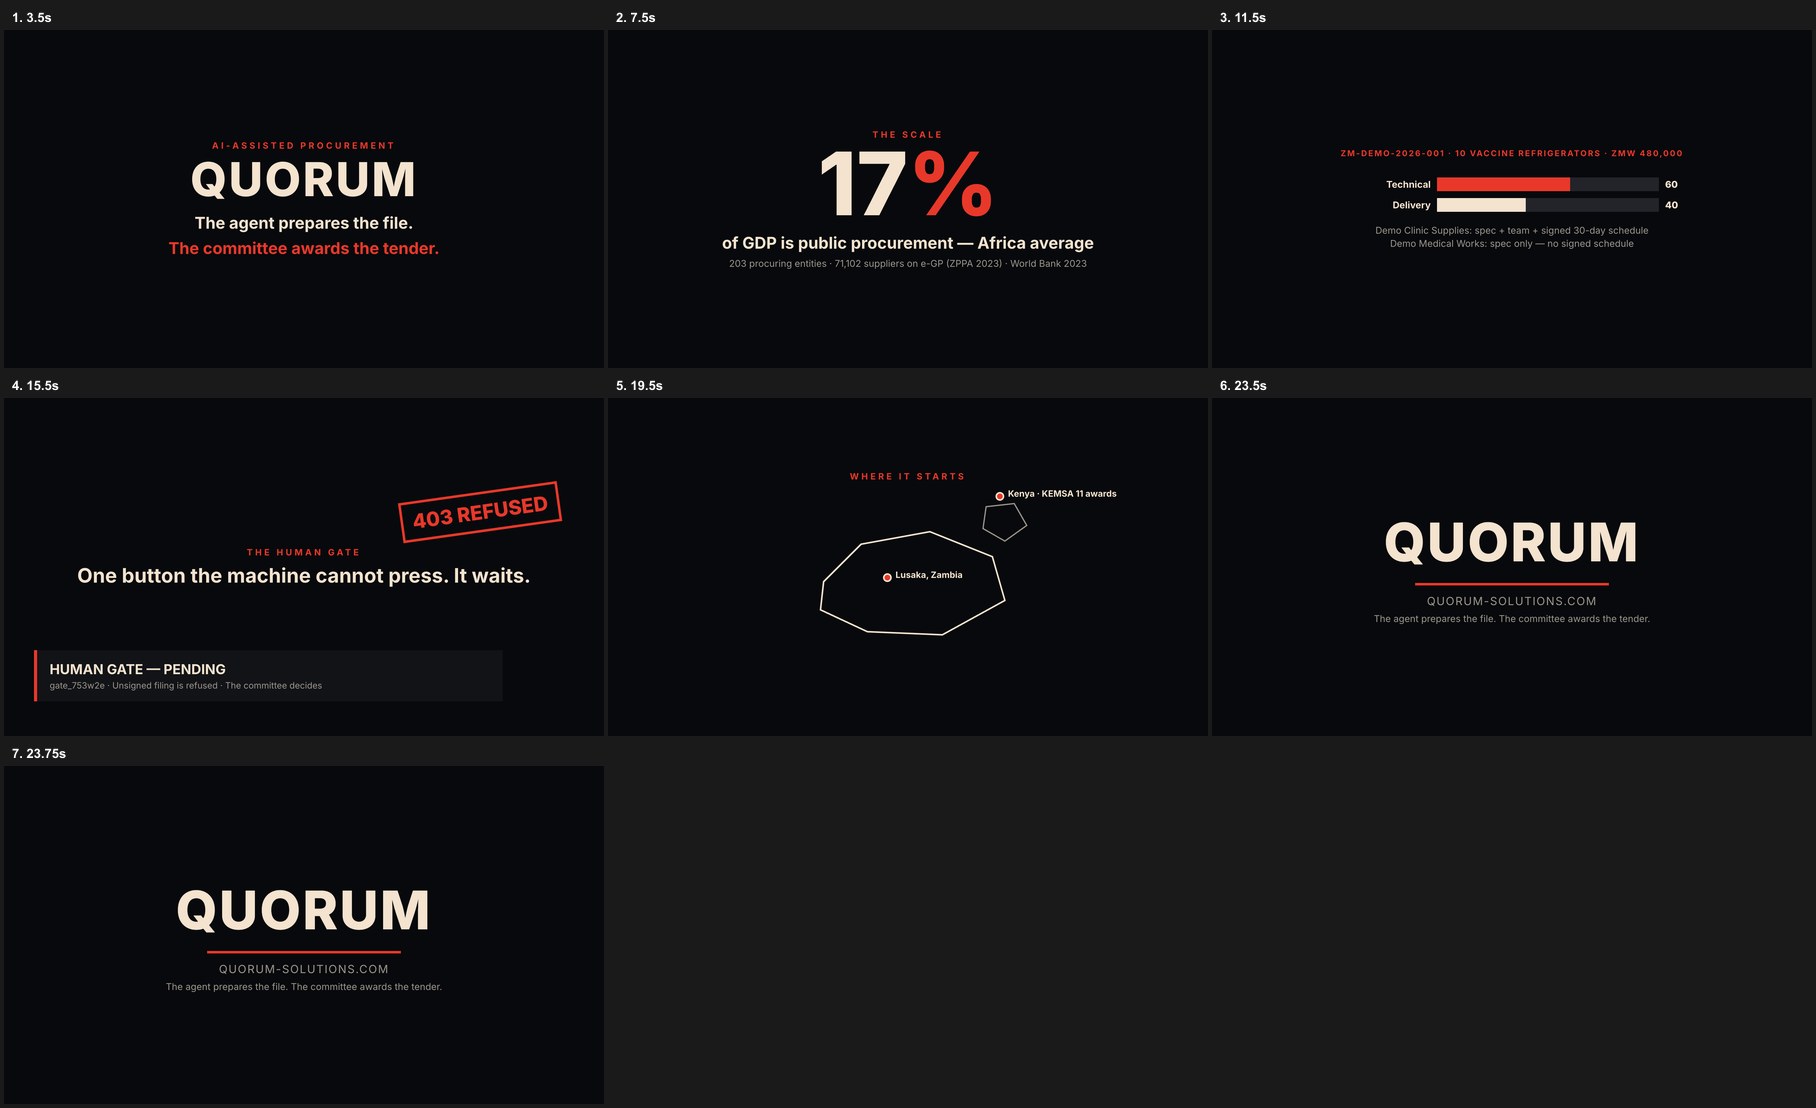 1. 3.5s
AI-ASSISTED PROCUREMENT
QUORUM
The agent prepares the file.
The committee awards the tender.
2. 7.5s
THE SCALE
17%
of GDP is public procurement — Africa average
203 procuring entities · 71,102 suppliers on e-GP (ZPPA 2023) · World Bank 2023
3. 11.5s
ZM-DEMO-2026-001 · 10 VACCINE REFRIGERATORS · ZMW 480,000
Technical 60
Delivery 40
Demo Clinic Supplies: spec + team + signed 30-day schedule
Demo Medical Works: spec only — no signed schedule
4. 15.5s
403 REFUSED
THE HUMAN GATE
One button the machine cannot press. It waits.
HUMAN GATE — PENDING
gate_753w2e · Unsigned filing is refused · The committee decides
5. 19.5s
WHERE IT STARTS
Kenya · KEMSA 11 awards
Lusaka, Zambia
6. 23.5s
QUORUM
QUORUM-SOLUTIONS.COM
The agent prepares the file. The committee awards the tender.
7. 23.75s
QUORUM
QUORUM-SOLUTIONS.COM
The agent prepares the file. The committee awards the tender.